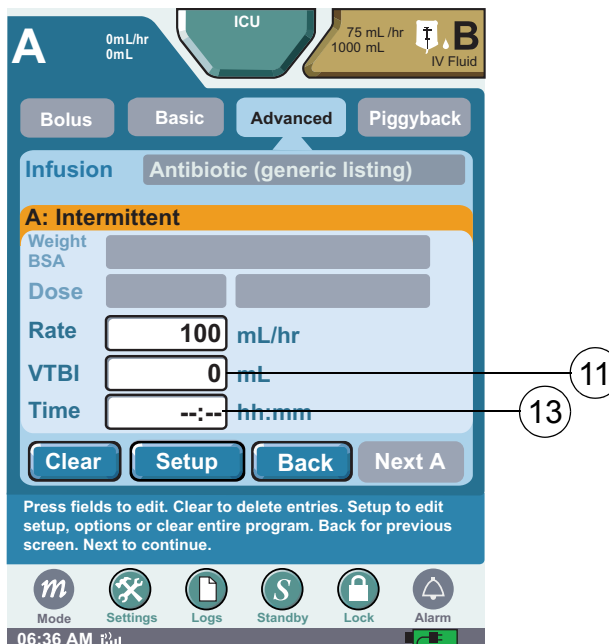 A
0mL/hr
0mL
ICU
75 mL /hr
1000 mL
B
IV Fluid
Bolus Basic Advanced Piggyback
Infusion Antibiotic (generic listing)
A: Intermittent
Weight
BSA
Dose
Rate 100 mL/hr
VTBI 0 mL 11
Time --:-- hh:mm 13
Clear Setup Back Next A
Press fields to edit. Clear to delete entries. Setup to edit
setup, options or clear entire program. Back for previous
screen. Next to continue.
m S
Mode Settings Logs Standby Lock Alarm
06:36 AM